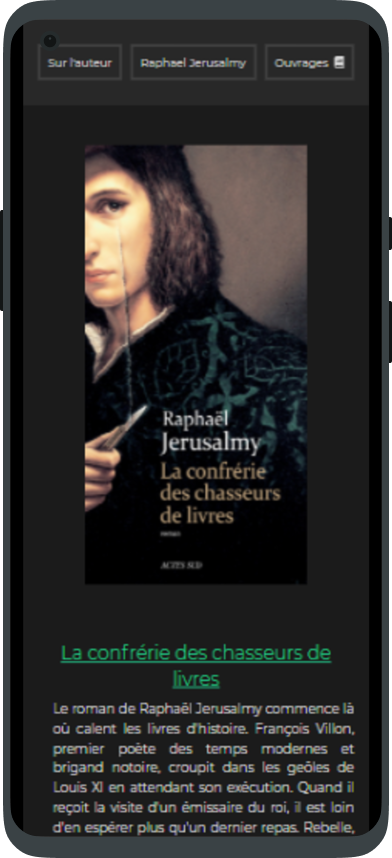 Sur l'auteur
Raphael Jerusalmy
Ouvrages
Raphaël
Jerusalmy
La confrérie
des chasseurs
de livres
roman
ACTES SUD
La confrérie des chasseurs de
livres
Le roman de Raphaël Jerusalmy commence là
où calent les livres d'histoire. François Villon,
premier poète des temps modernes et
brigand notoire, croupit dans les geôles de
Louis XI en attendant son exécution. Quand il
reçoit la visite d'un émissaire du roi, il est loin
d'en espérer plus qu'un dernier repas. Rebelle,